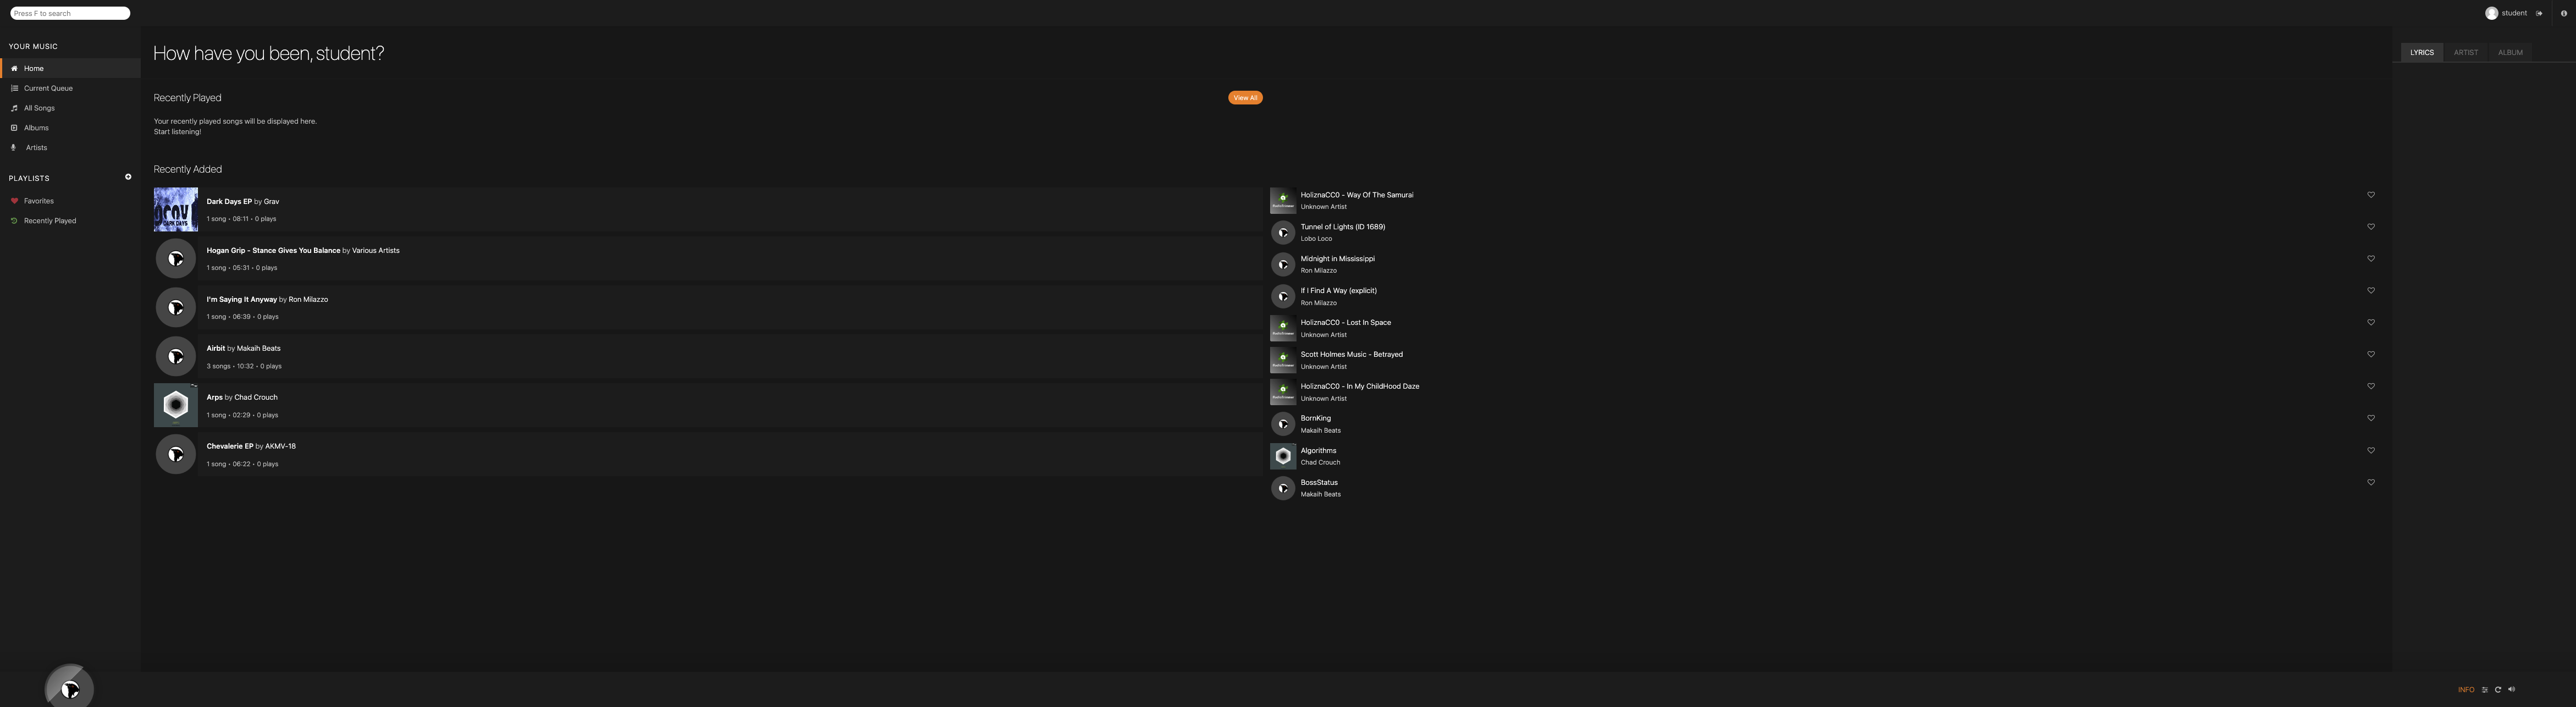 Press F to search
student
YOUR MUSIC
Home
Current Queue
All Songs
Albums
Artists
PLAYLISTS
Favorites
Recently Played
How have you been, student?
Recently Played
View All
Your recently played songs will be displayed here.
Start listening!
Recently Added
Dark Days EP by Grav
1 song • 08:11 • 0 plays
Hogan Grip - Stance Gives You Balance by Various Artists
1 song • 05:31 • 0 plays
I'm Saying It Anyway by Ron Milazzo
1 song • 06:39 • 0 plays
Airbit by Makaih Beats
3 songs • 10:32 • 0 plays
Arps by Chad Crouch
1 song • 02:29 • 0 plays
Chevalerie EP by AKMV-18
1 song • 06:22 • 0 plays
HoliznaCC0 - Way Of The Samurai
Unknown Artist
Tunnel of Lights (ID 1689)
Lobo Loco
Midnight in Mississippi
Ron Milazzo
If I Find A Way (explicit)
Ron Milazzo
HoliznaCC0 - Lost In Space
Unknown Artist
Scott Holmes Music - Betrayed
Unknown Artist
HoliznaCC0 - In My ChildHood Daze
Unknown Artist
BornKing
Makaih Beats
Algorithms
Chad Crouch
BossStatus
Makaih Beats
LYRICS
ARTIST
ALBUM
INFO